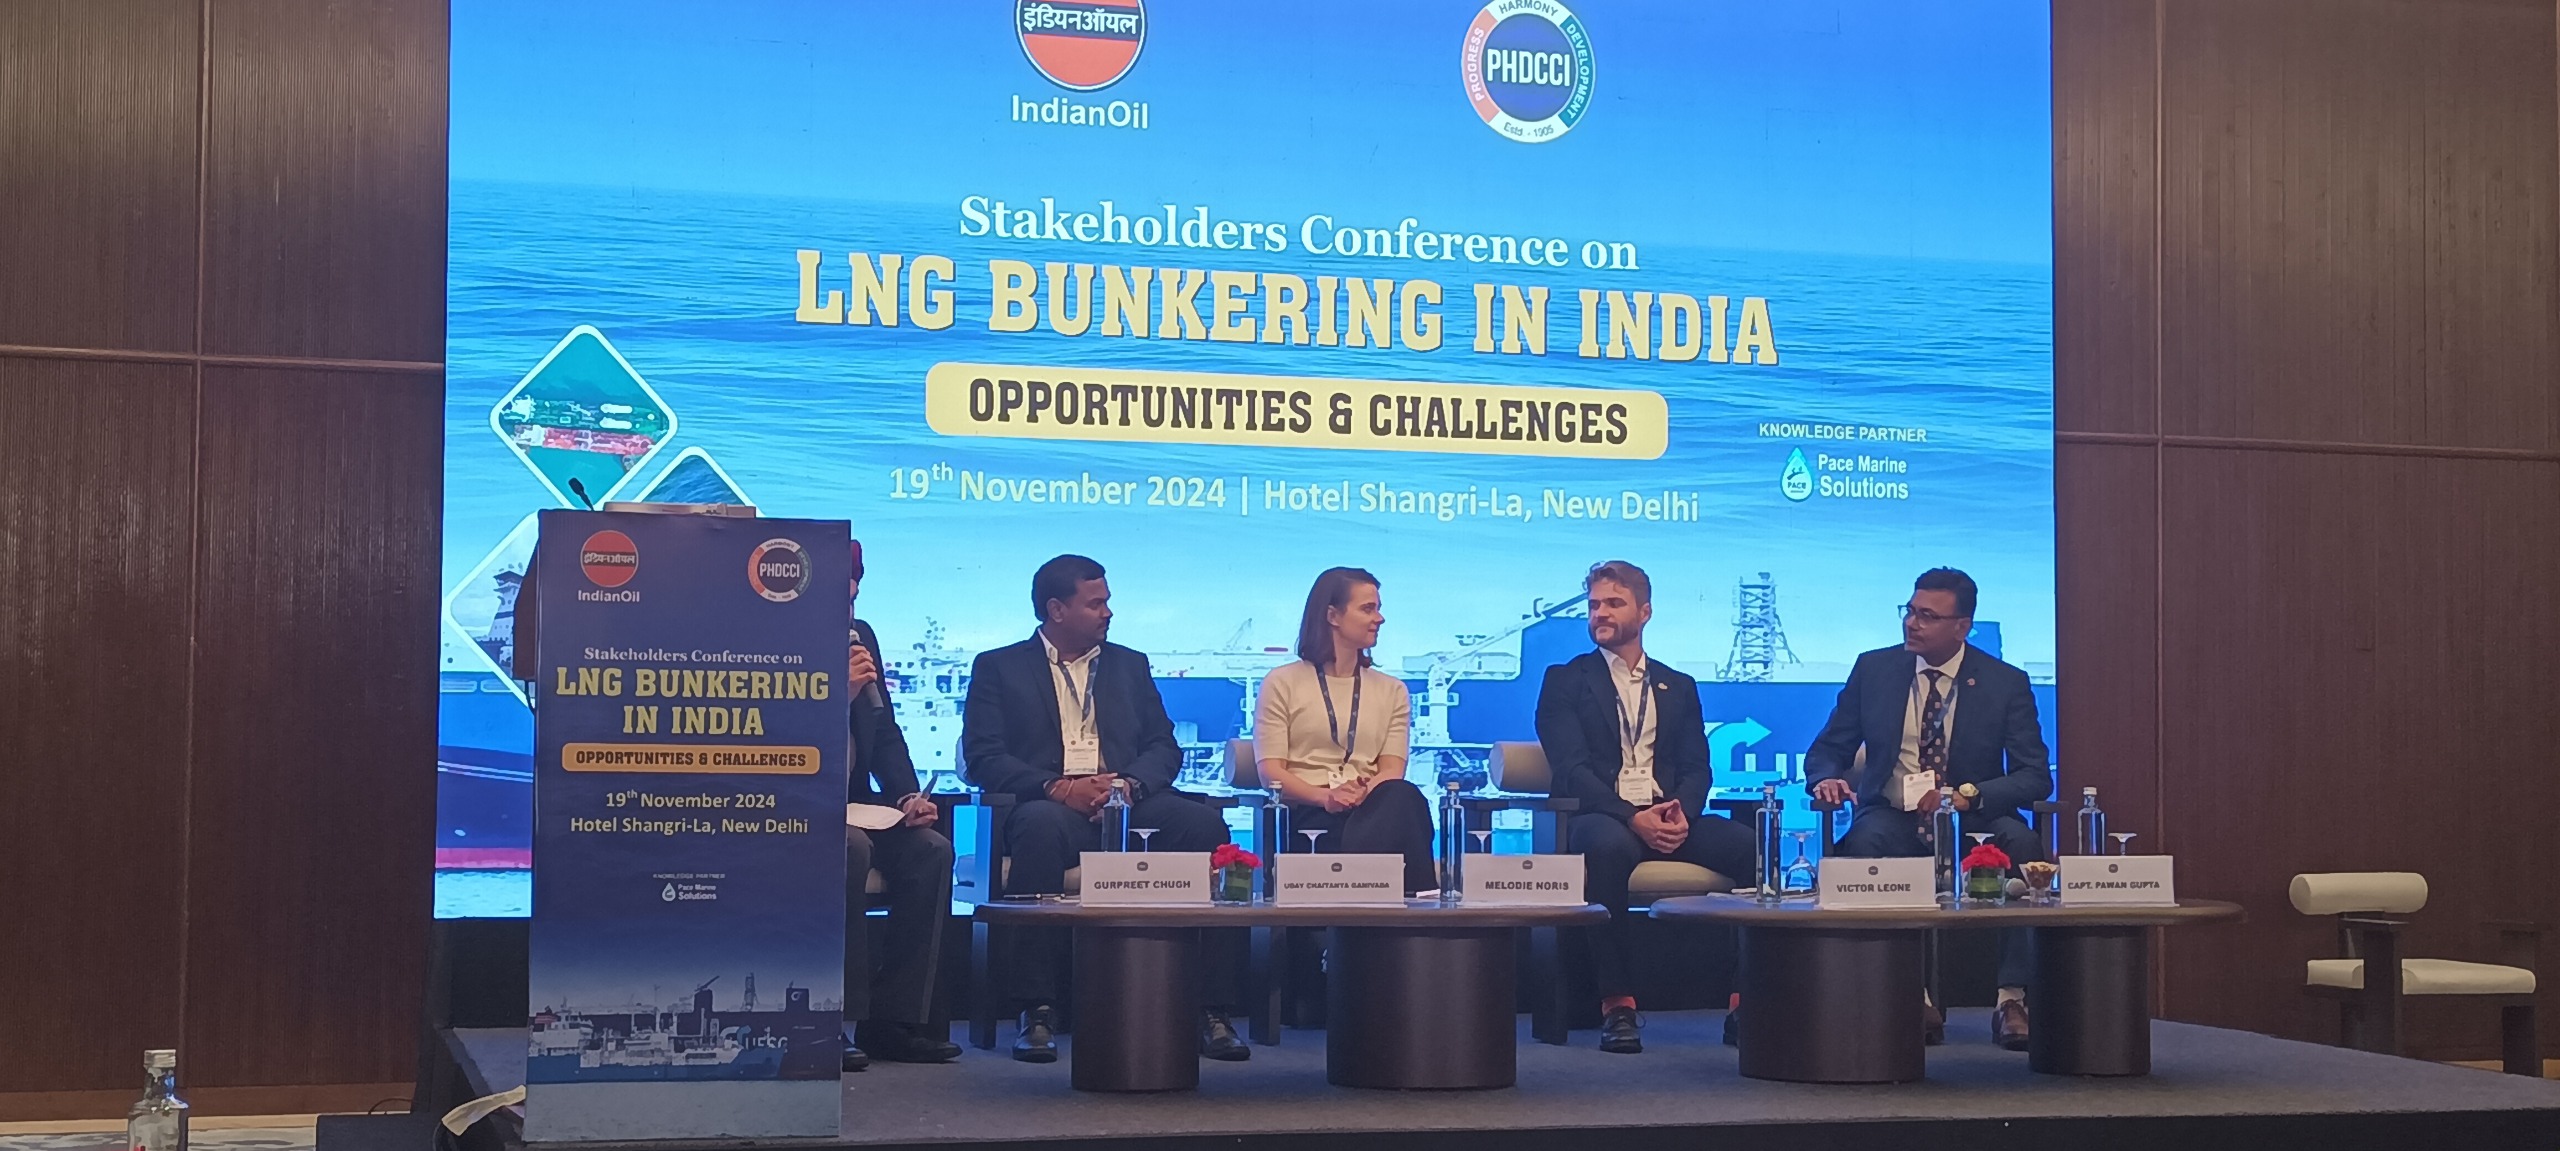 इंडियनऑयल
IndianOil
HARMONY
PROGRESS
DEVELOPMENT
PHDCCI
Estd - 1905
Stakeholders Conference on
LNG BUNKERING IN INDIA
OPPORTUNITIES & CHALLENGES
19th November 2024 | Hotel Shangri-La, New Delhi
KNOWLEDGE PARTNER
PACE
Pace Marine
Solutions
इंडियनऑयल
IndianOil
HARMONY
PHDCCI
Stakeholders Conference on
LNG BUNKERING
IN INDIA
OPPORTUNITIES & CHALLENGES
19th November 2024
Hotel Shangri-La, New Delhi
KNOWLEDGE PARTNER
Pace Marine
Solutions
GURPREET CHUGH
UDAY CHAITANYA GANIVADA
MELODIE NORIS
VICTOR LEONE
CAPT. PAWAN GUPTA